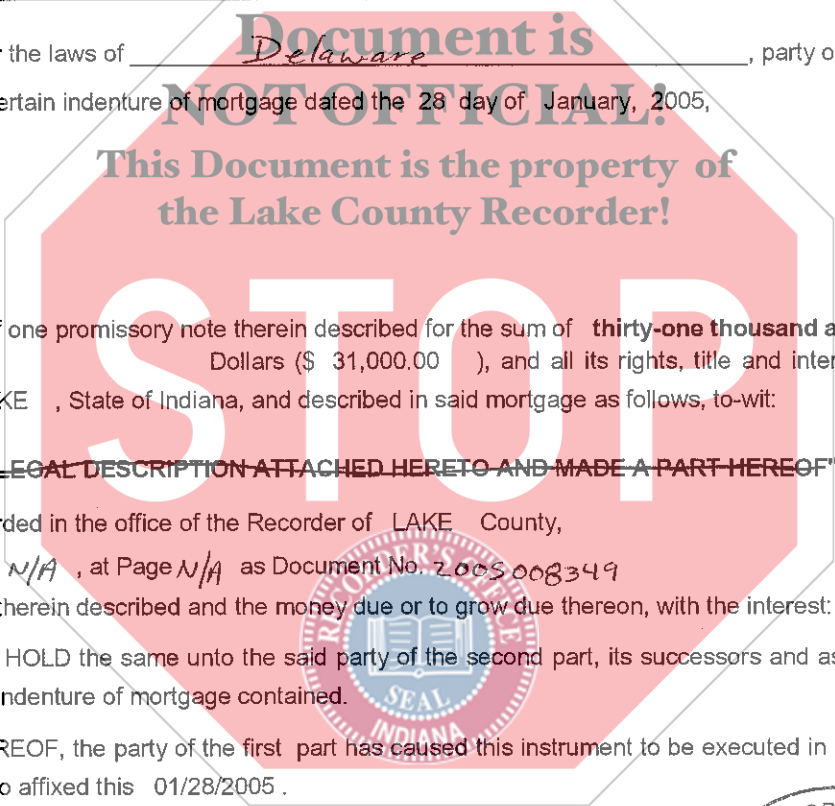 Document is
the laws of Delaware , party o
NOT OFFICIAL!
ertain indenture of mortgage dated the 28 day of January, 2005,
This Document is the property of
the Lake County Recorder!
STOP
one promissory note therein described for the sum of thirty-one thousand a
Dollars ($ 31,000.00 ), and all its rights, title and inter
KE , State of Indiana, and described in said mortgage as follows, to-wit:
LEGAL DESCRIPTION ATTACHED HERETO AND MADE A PART HEREOF"
ded in the office of the Recorder of LAKE County,
N/A , at Page N/A as Document No. 2005 008349
therein described and the money due or to grow due thereon, with the interest:
HOLD the same unto the said party of the second part, its successors and as
ndenture of mortgage contained.
REOF, the party of the first part has caused this instrument to be executed in
o affixed this 01/28/2005 .
RECORDER'S OFFICE
SEAL
INDIANA